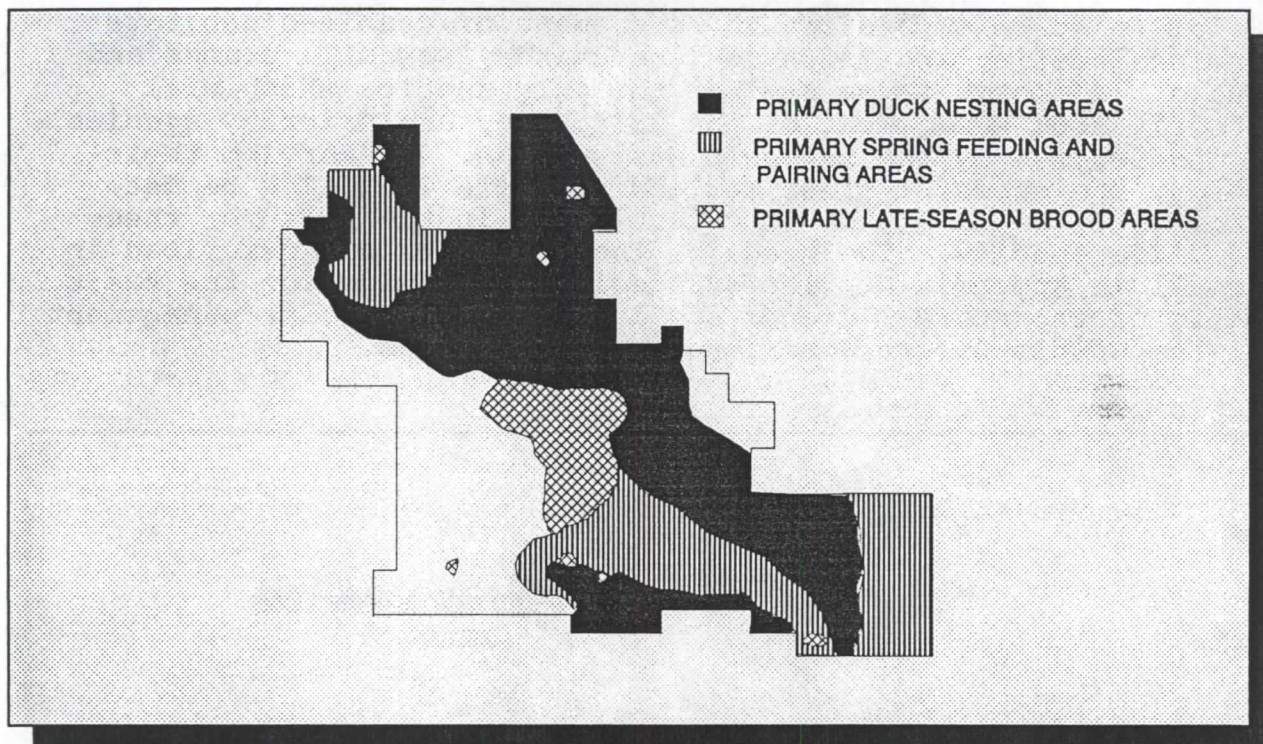 PRIMARY DUCK NESTING AREAS
PRIMARY SPRING FEEDING AND
PAIRING AREAS
PRIMARY LATE-SEASON BROOD AREAS